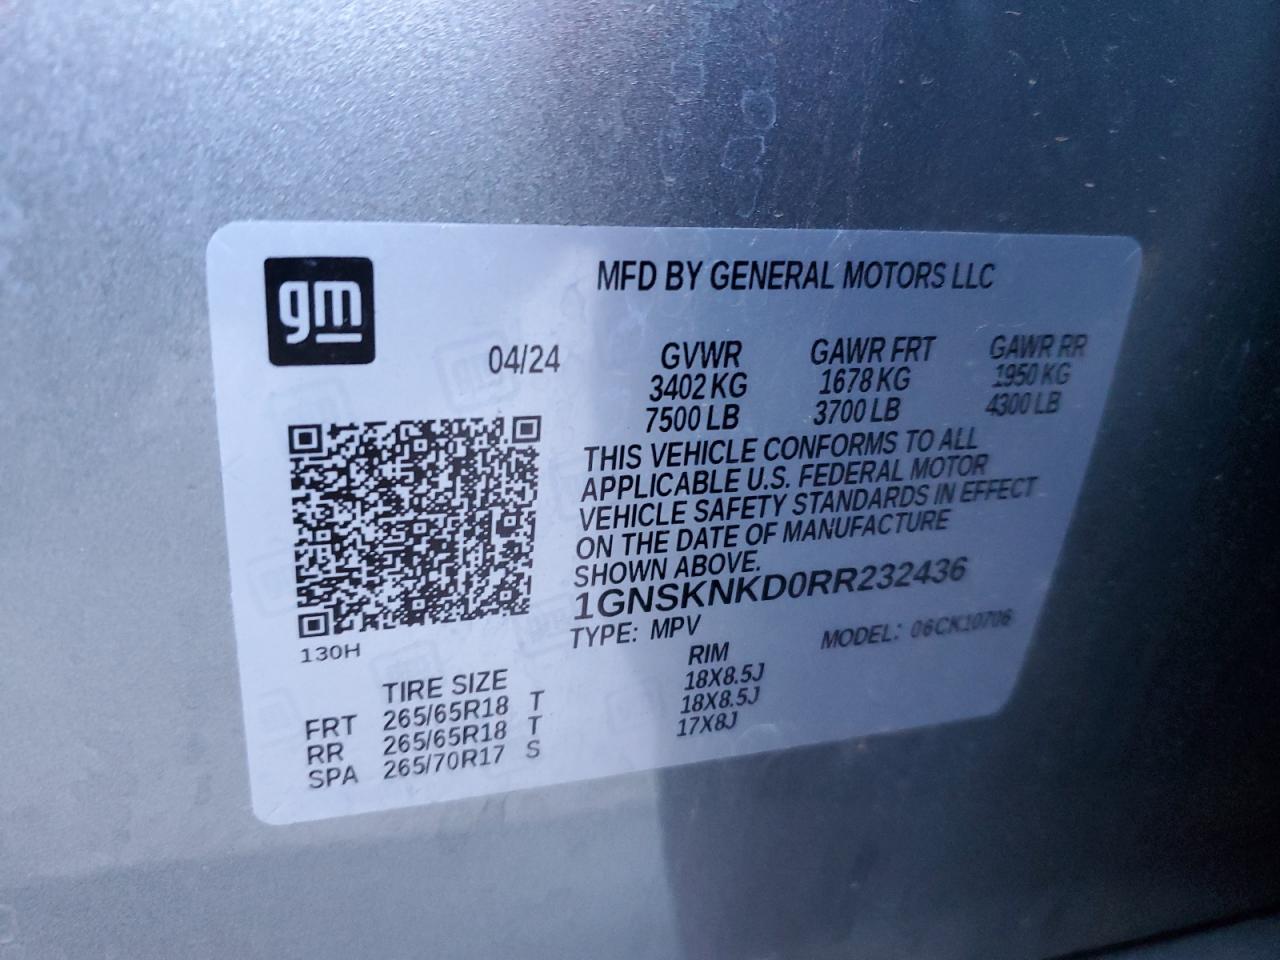 gm
MFD BY GENERAL MOTORS LLC
04/24
GVWR GAWR FRT GAWR RR
3402 KG 1678 KG 1950 KG
7500 LB 3700 LB 4300 LB
THIS VEHICLE CONFORMS TO ALL
APPLICABLE U.S. FEDERAL MOTOR
VEHICLE SAFETY STANDARDS IN EFFECT
ON THE DATE OF MANUFACTURE
SHOWN ABOVE.
1GNSKNKD0RR232436
TYPE: MPV MODEL: 06CK10706
130H
TIRE SIZE RIM
FRT 265/65R18 T 18X8.5J
RR 265/65R18 T 18X8.5J
SPA 265/70R17 S 17X8J